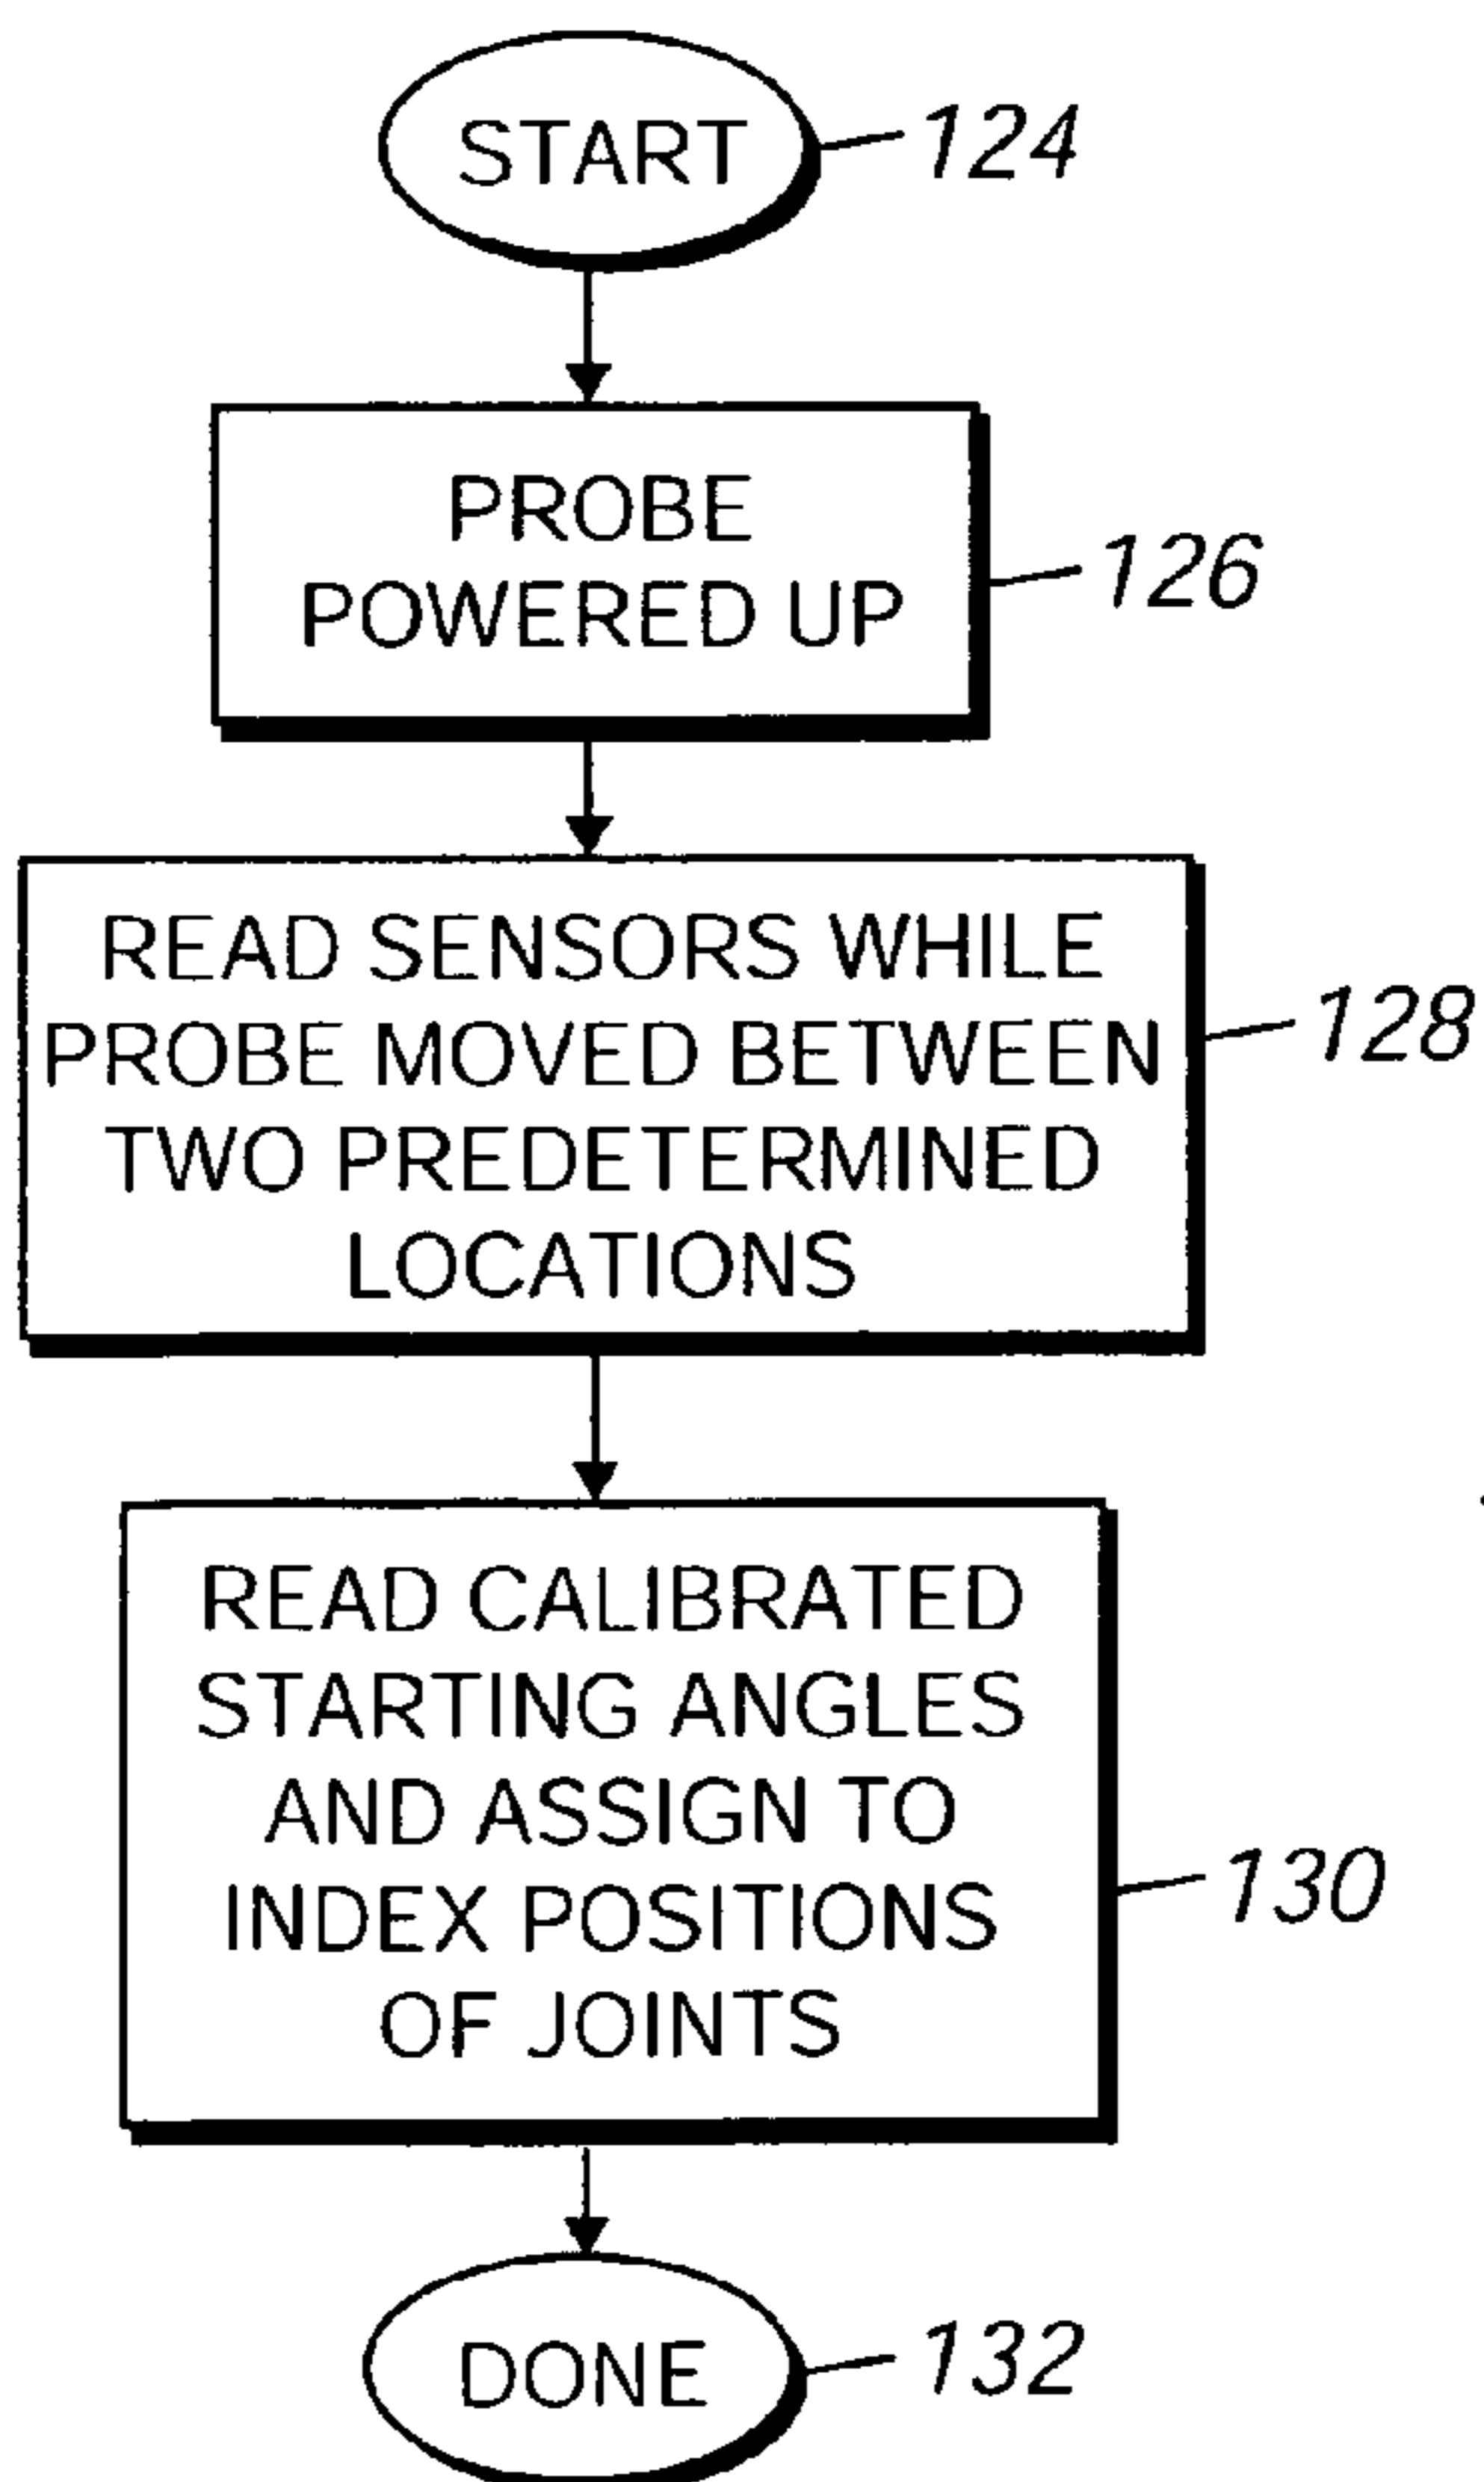 START
124
PROBE
POWERED UP
126
READ SENSORS WHILE
PROBE MOVED BETWEEN
TWO PREDETERMINED
LOCATIONS
128
READ CALIBRATED
STARTING ANGLES
AND ASSIGN TO
INDEX POSITIONS
OF JOINTS
130
DONE
132